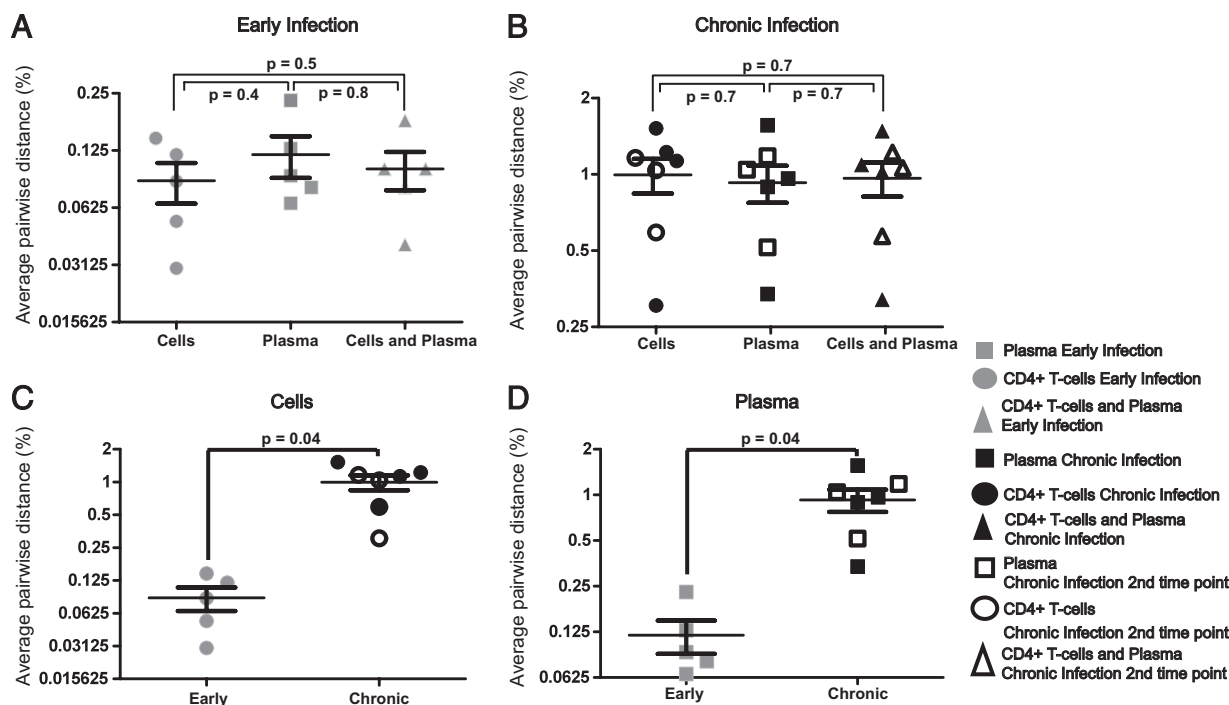 A
Early Infection
Average pairwise distance (%)
p = 0.5
p = 0.4
p = 0.8
0.25
0.125
0.0625
0.03125
0.015625
Cells
Plasma
Cells and Plasma
B
Chronic Infection
Average pairwise distance (%)
p = 0.7
p = 0.7
p = 0.7
2
1
0.5
0.25
Cells
Plasma
Cells and Plasma
C
Cells
Average pairwise distance (%)
p = 0.04
2
1
0.5
0.25
0.125
0.0625
0.03125
0.015625
Early
Chronic
D
Plasma
Average pairwise distance (%)
p = 0.04
2
1
0.5
0.25
0.125
0.0625
Early
Chronic
Plasma Early Infection
CD4+ T-cells Early Infection
CD4+ T-cells and Plasma
Early Infection
Plasma Chronic Infection
CD4+ T-cells Chronic Infection
CD4+ T-cells and Plasma
Chronic Infection
Plasma
Chronic Infection 2nd time point
CD4+ T-cells
Chronic Infection 2nd time point
CD4+ T-cells and Plasma
Chronic Infection 2nd time point